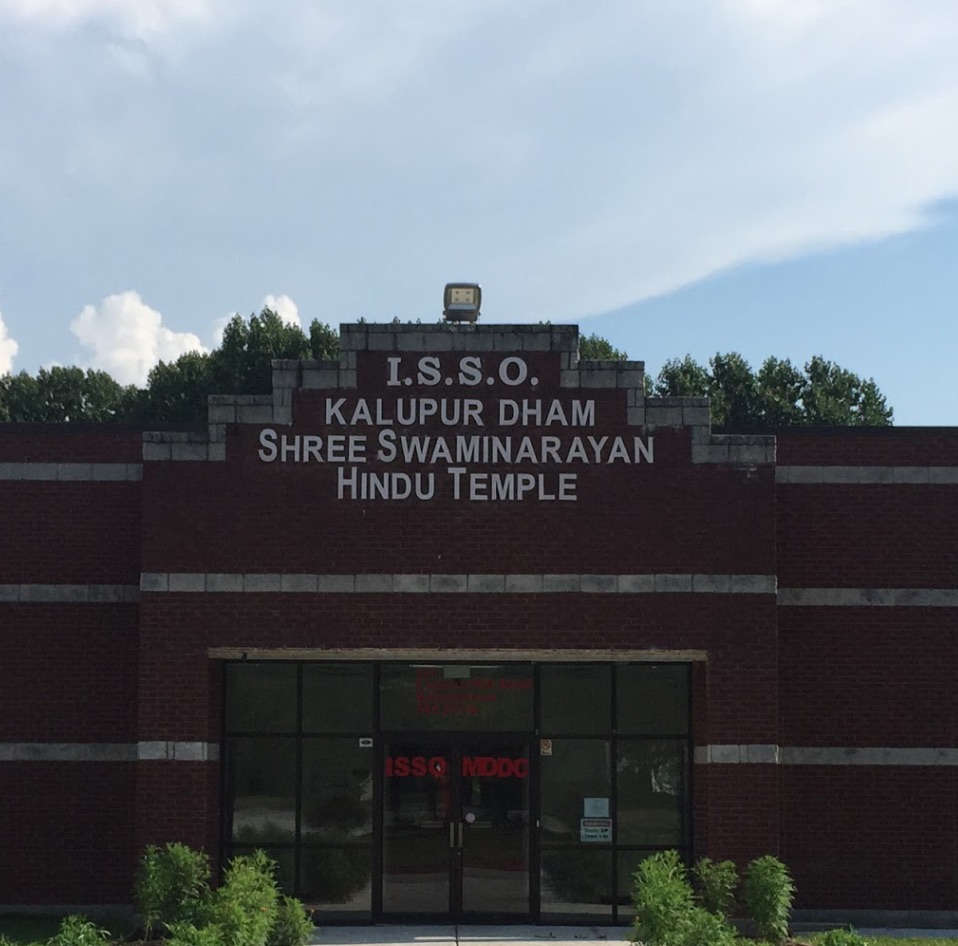 I.S.S.O.
KALUPUR DHAM
SHREE SWAMINARAYAN
HINDU TEMPLE
ISSO MDDC